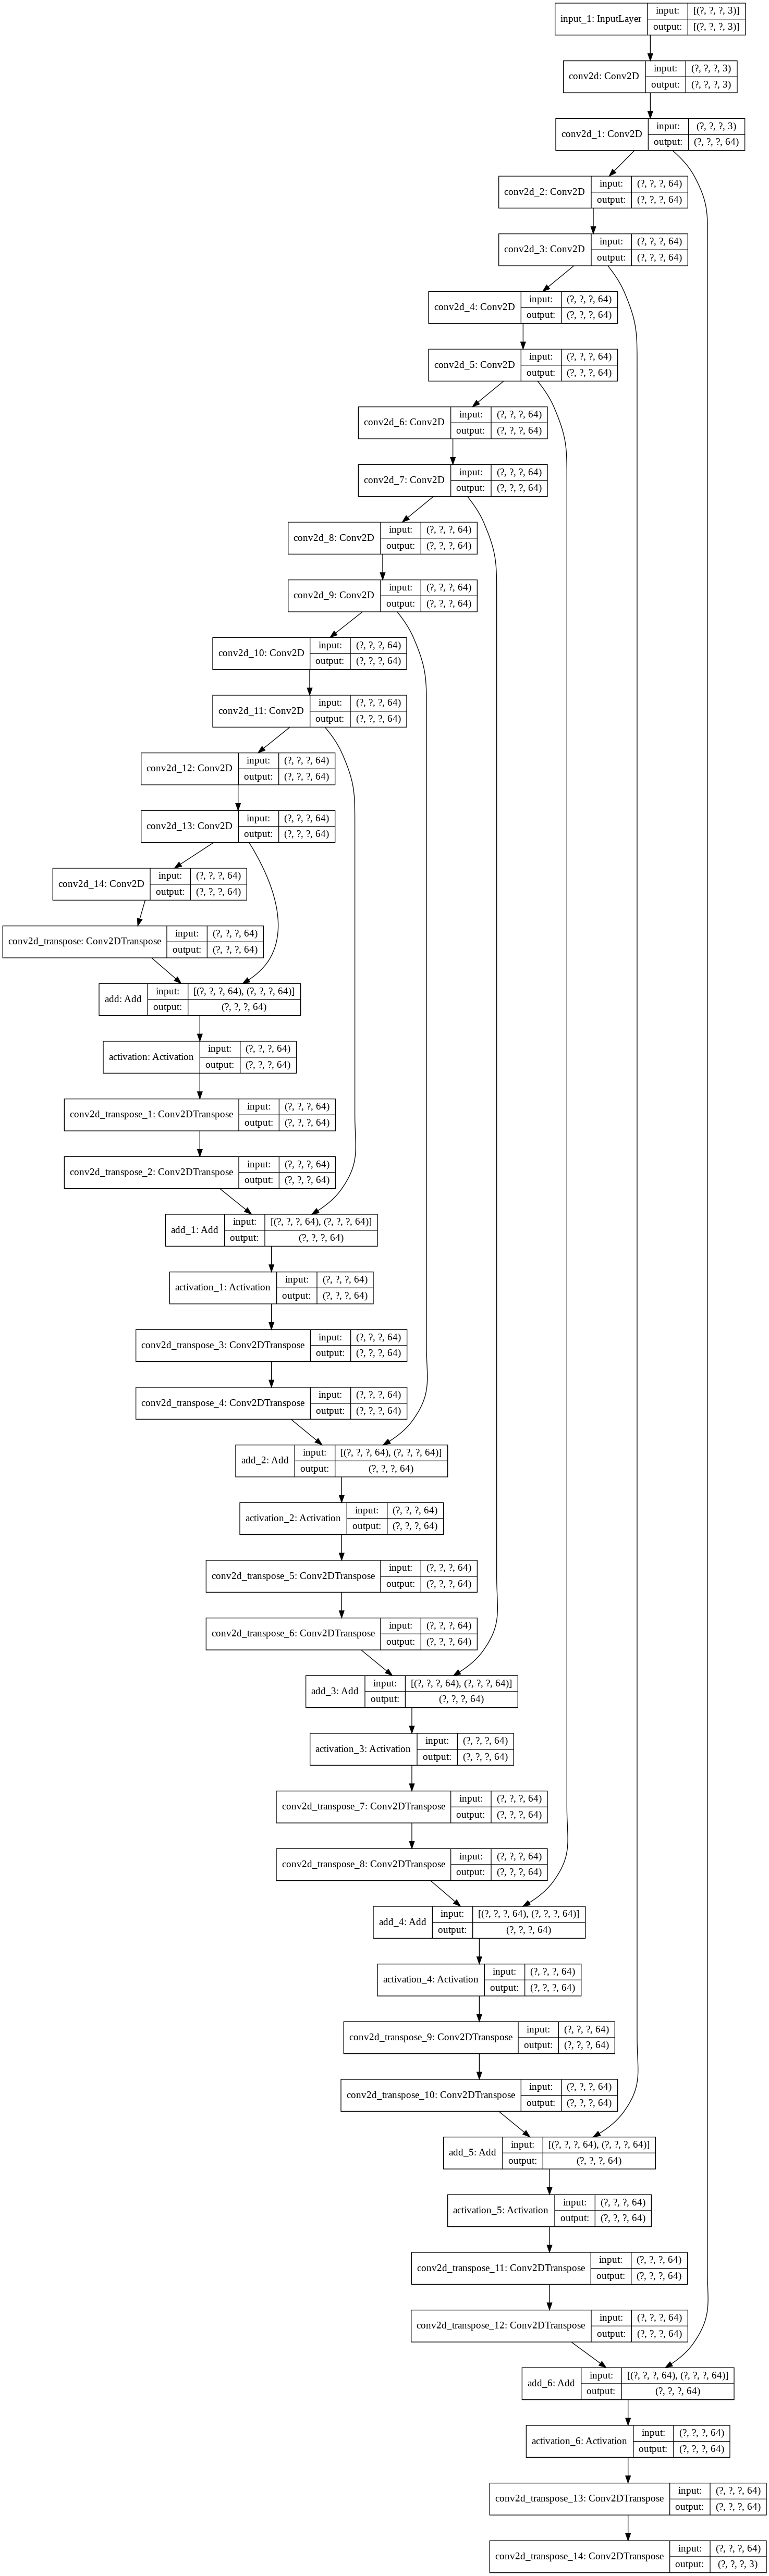 input_1: InputLayer
input: [(?, ?, ?, 3)]
output: [(?, ?, ?, 3)]
conv2d: Conv2D
input: (?, ?, ?, 3)
output: (?, ?, ?, 3)
conv2d_1: Conv2D
input: (?, ?, ?, 3)
output: (?, ?, ?, 64)
conv2d_2: Conv2D
input: (?, ?, ?, 64)
output: (?, ?, ?, 64)
conv2d_3: Conv2D
input: (?, ?, ?, 64)
output: (?, ?, ?, 64)
conv2d_4: Conv2D
input: (?, ?, ?, 64)
output: (?, ?, ?, 64)
conv2d_5: Conv2D
input: (?, ?, ?, 64)
output: (?, ?, ?, 64)
conv2d_6: Conv2D
input: (?, ?, ?, 64)
output: (?, ?, ?, 64)
conv2d_7: Conv2D
input: (?, ?, ?, 64)
output: (?, ?, ?, 64)
conv2d_8: Conv2D
input: (?, ?, ?, 64)
output: (?, ?, ?, 64)
conv2d_9: Conv2D
input: (?, ?, ?, 64)
output: (?, ?, ?, 64)
conv2d_10: Conv2D
input: (?, ?, ?, 64)
output: (?, ?, ?, 64)
conv2d_11: Conv2D
input: (?, ?, ?, 64)
output: (?, ?, ?, 64)
conv2d_12: Conv2D
input: (?, ?, ?, 64)
output: (?, ?, ?, 64)
conv2d_13: Conv2D
input: (?, ?, ?, 64)
output: (?, ?, ?, 64)
conv2d_14: Conv2D
input: (?, ?, ?, 64)
output: (?, ?, ?, 64)
conv2d_transpose: Conv2DTranspose
input: (?, ?, ?, 64)
output: (?, ?, ?, 64)
add: Add
input: [(?, ?, ?, 64), (?, ?, ?, 64)]
output: (?, ?, ?, 64)
activation: Activation
input: (?, ?, ?, 64)
output: (?, ?, ?, 64)
conv2d_transpose_1: Conv2DTranspose
input: (?, ?, ?, 64)
output: (?, ?, ?, 64)
conv2d_transpose_2: Conv2DTranspose
input: (?, ?, ?, 64)
output: (?, ?, ?, 64)
add_1: Add
input: [(?, ?, ?, 64), (?, ?, ?, 64)]
output: (?, ?, ?, 64)
activation_1: Activation
input: (?, ?, ?, 64)
output: (?, ?, ?, 64)
conv2d_transpose_3: Conv2DTranspose
input: (?, ?, ?, 64)
output: (?, ?, ?, 64)
conv2d_transpose_4: Conv2DTranspose
input: (?, ?, ?, 64)
output: (?, ?, ?, 64)
add_2: Add
input: [(?, ?, ?, 64), (?, ?, ?, 64)]
output: (?, ?, ?, 64)
activation_2: Activation
input: (?, ?, ?, 64)
output: (?, ?, ?, 64)
conv2d_transpose_5: Conv2DTranspose
input: (?, ?, ?, 64)
output: (?, ?, ?, 64)
conv2d_transpose_6: Conv2DTranspose
input: (?, ?, ?, 64)
output: (?, ?, ?, 64)
add_3: Add
input: [(?, ?, ?, 64), (?, ?, ?, 64)]
output: (?, ?, ?, 64)
activation_3: Activation
input: (?, ?, ?, 64)
output: (?, ?, ?, 64)
conv2d_transpose_7: Conv2DTranspose
input: (?, ?, ?, 64)
output: (?, ?, ?, 64)
conv2d_transpose_8: Conv2DTranspose
input: (?, ?, ?, 64)
output: (?, ?, ?, 64)
add_4: Add
input: [(?, ?, ?, 64), (?, ?, ?, 64)]
output: (?, ?, ?, 64)
activation_4: Activation
input: (?, ?, ?, 64)
output: (?, ?, ?, 64)
conv2d_transpose_9: Conv2DTranspose
input: (?, ?, ?, 64)
output: (?, ?, ?, 64)
conv2d_transpose_10: Conv2DTranspose
input: (?, ?, ?, 64)
output: (?, ?, ?, 64)
add_5: Add
input: [(?, ?, ?, 64), (?, ?, ?, 64)]
output: (?, ?, ?, 64)
activation_5: Activation
input: (?, ?, ?, 64)
output: (?, ?, ?, 64)
conv2d_transpose_11: Conv2DTranspose
input: (?, ?, ?, 64)
output: (?, ?, ?, 64)
conv2d_transpose_12: Conv2DTranspose
input: (?, ?, ?, 64)
output: (?, ?, ?, 64)
add_6: Add
input: [(?, ?, ?, 64), (?, ?, ?, 64)]
output: (?, ?, ?, 64)
activation_6: Activation
input: (?, ?, ?, 64)
output: (?, ?, ?, 64)
conv2d_transpose_13: Conv2DTranspose
input: (?, ?, ?, 64)
output: (?, ?, ?, 64)
conv2d_transpose_14: Conv2DTranspose
input: (?, ?, ?, 64)
output: (?, ?, ?, 3)